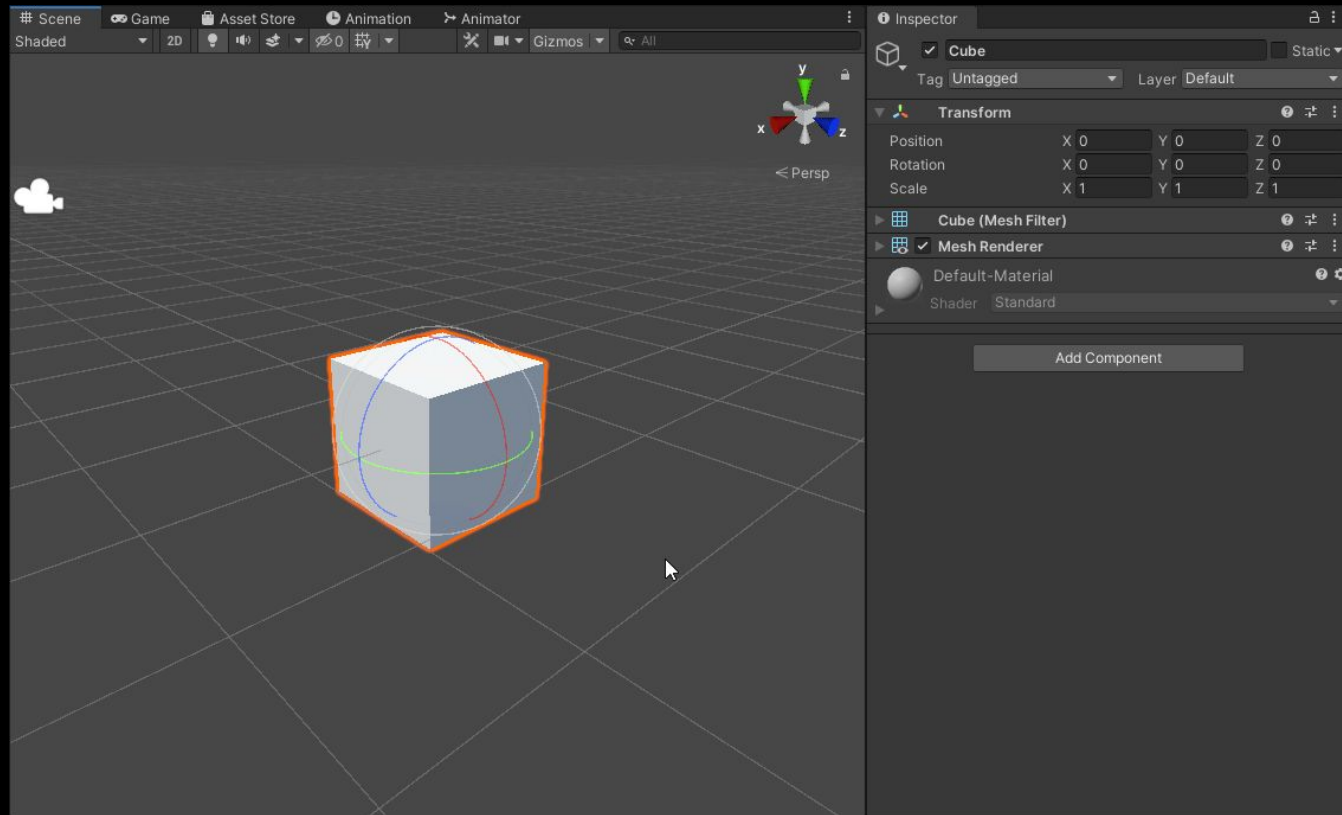 Scene Game Asset Store Animation Animator
Shaded 2D 0 Gizmos All
y
x z
Persp
Inspector
Cube Static
Tag Untagged Layer Default
Transform
Position X 0 Y 0 Z 0
Rotation X 0 Y 0 Z 0
Scale X 1 Y 1 Z 1
Cube (Mesh Filter)
Mesh Renderer
Default-Material
Shader Standard
Add Component